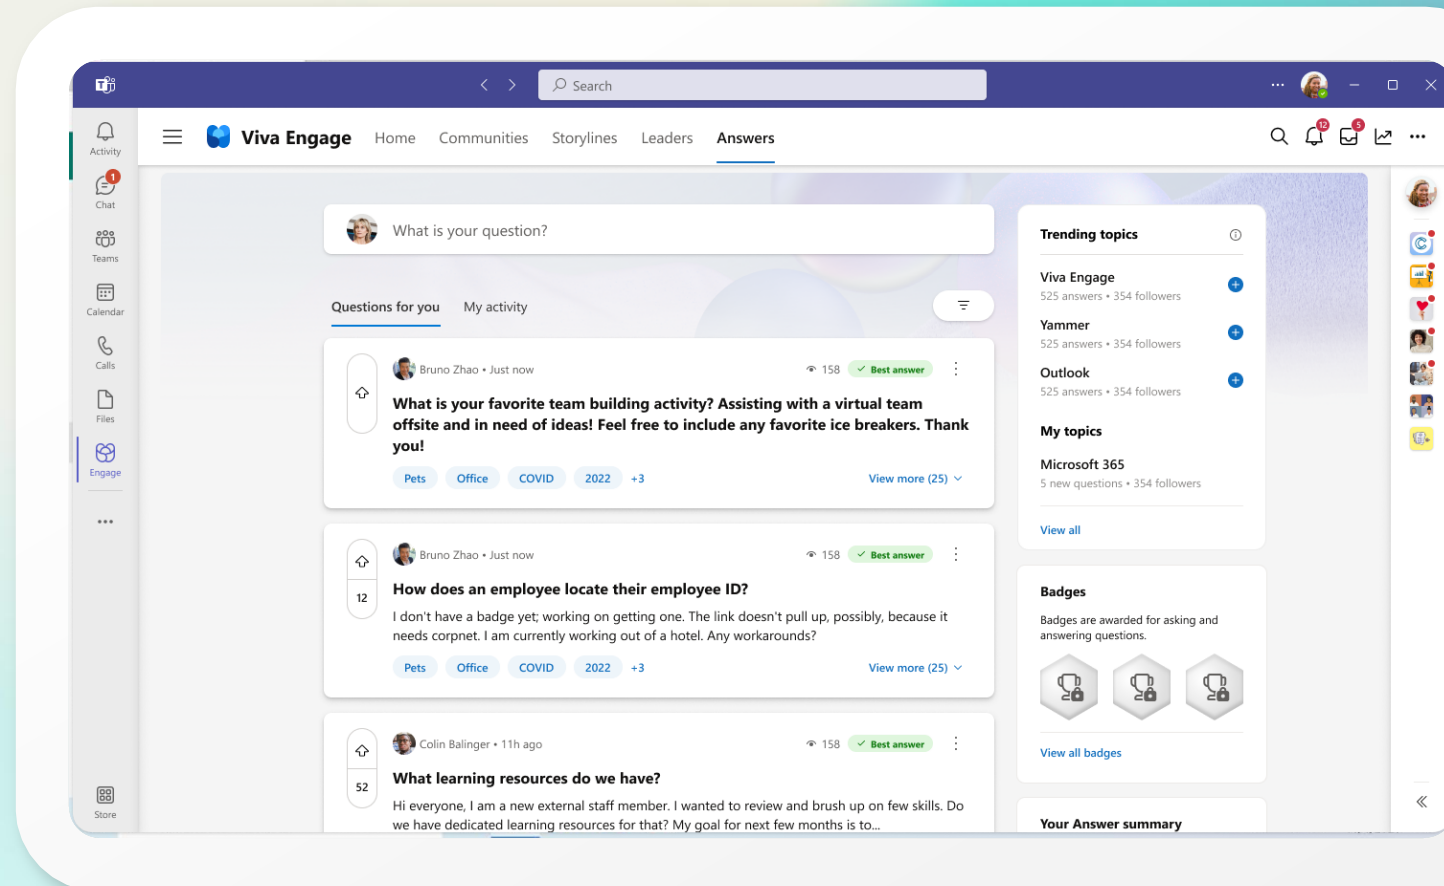 Search
Activity
1
Chat
Teams
Calendar
Calls
Files
Engage
Store
Viva Engage
Home
Communities
Storylines
Leaders
Answers
12
5
What is your question?
Questions for you
My activity
Bruno Zhao • Just now
158
Best answer
What is your favorite team building activity? Assisting with a virtual team
offsite and in need of ideas! Feel free to include any favorite ice breakers. Thank
you!
Pets
Office
COVID
2022
+3
View more (25)
Bruno Zhao • Just now
158
Best answer
12
How does an employee locate their employee ID?
I don't have a badge yet; working on getting one. The link doesn't pull up, possibly, because it
needs corpnet. I am currently working out of a hotel. Any workarounds?
Pets
Office
COVID
2022
+3
View more (25)
Colin Balinger • 11h ago
158
Best answer
52
What learning resources do we have?
Hi everyone, I am a new external staff member. I wanted to review and brush up on few skills. Do
we have dedicated learning resources for that? My goal for next few months is to...
Trending topics
Viva Engage
525 answers • 354 followers
Yammer
525 answers • 354 followers
Outlook
525 answers • 354 followers
My topics
Microsoft 365
5 new questions • 354 followers
View all
Badges
Badges are awarded for asking and
answering questions.
View all badges
Your Answer summary